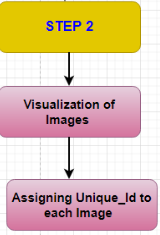 STEP 2
Visualization of
Images
Assigning Unique_Id to
each Image